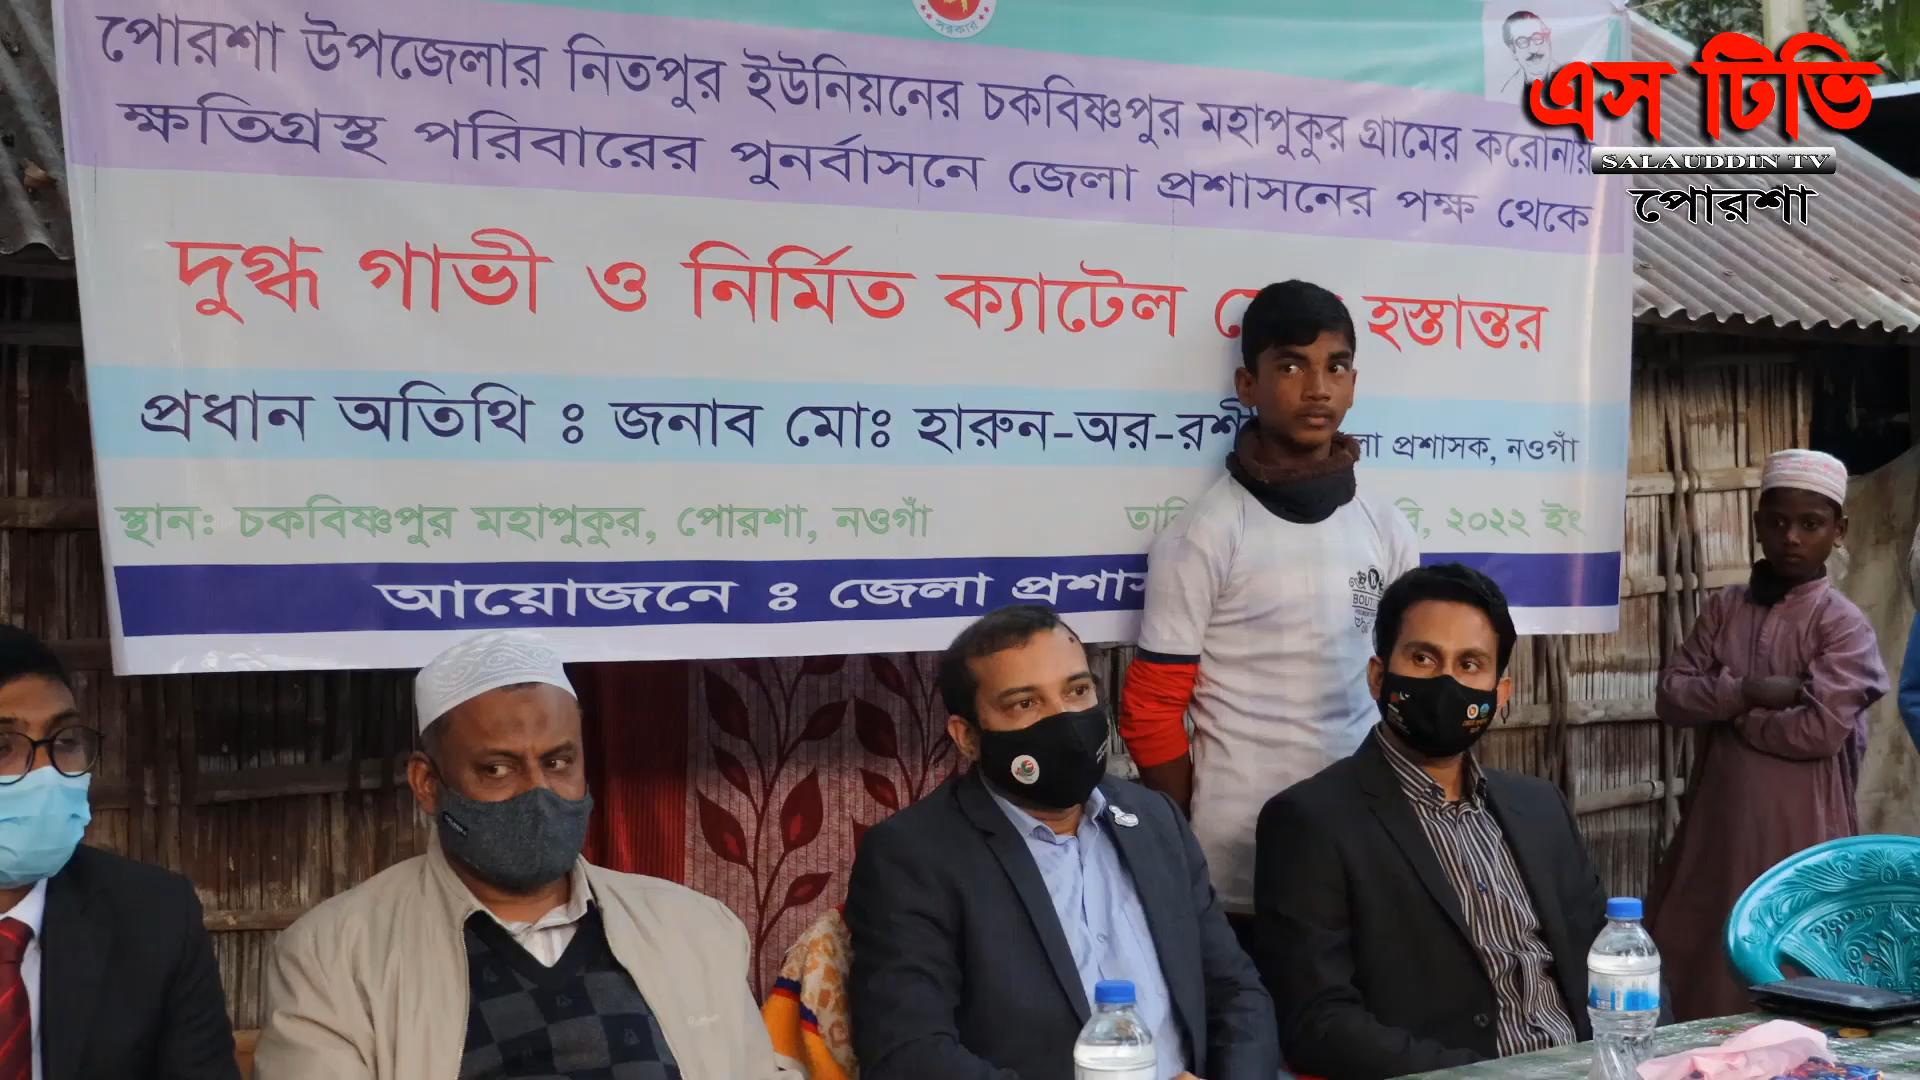 সরকার
পোরশা উপজেলার নিতপুর ইউনিয়নের চকবিষ্ণপুর মহাপুকুর গ্রামের করোনায়
ক্ষতিগ্রস্থ পরিবারের পুনর্বাসনে জেলা প্রশাসনের পক্ষ থেকে
দুগ্ধ গাভী ও নির্মিত ক্যাটেল হস্তান্তর
প্রধান অতিথি ঃ জনাব মোঃ হারুন-অর-রশী প্রশাসক, নওগাঁ
স্থান: চকবিষ্ণপুর মহাপুকুর, পোরশা, নওগাঁ ২০২২ ইং
আয়োজনে ঃ জেলা প্রশাস
এস টিভি
SALAUDDIN TV
পোরশা